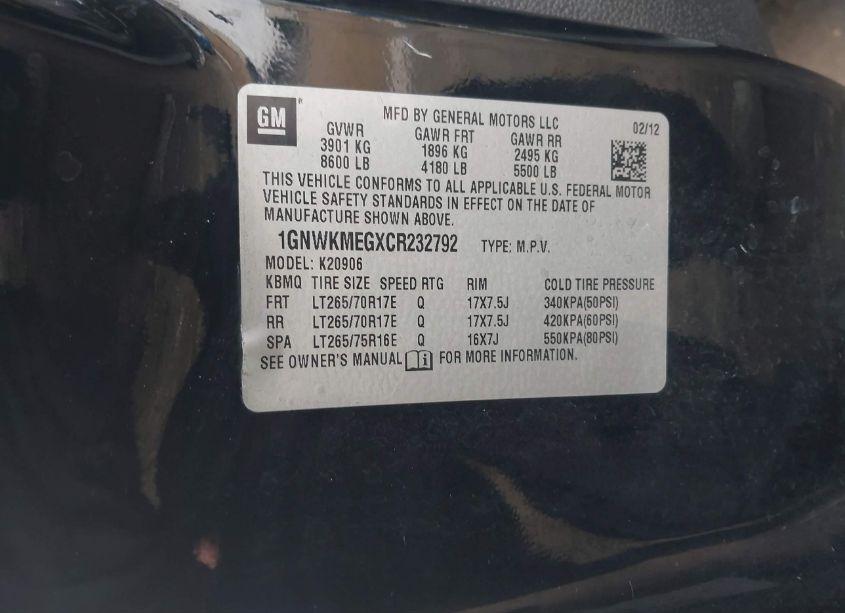 GM
MFD BY GENERAL MOTORS LLC 02/12
GVWR GAWR FRT GAWR RR
3901 KG 1896 KG 2495 KG
8600 LB 4180 LB 5500 LB
THIS VEHICLE CONFORMS TO ALL APPLICABLE U.S. FEDERAL MOTOR
VEHICLE SAFETY STANDARDS IN EFFECT ON THE DATE OF
MANUFACTURE SHOWN ABOVE.
1GNWKMEGXCR232792 TYPE: M.P.V.
MODEL: K20906
KBMQ TIRE SIZE SPEED RTG RIM COLD TIRE PRESSURE
FRT LT265/70R17E Q 17X7.5J 340KPA(50PSI)
RR LT265/70R17E Q 17X7.5J 420KPA(60PSI)
SPA LT265/75R16E Q 16X7J 550KPA(80PSI)
SEE OWNER'S MANUAL FOR MORE INFORMATION.